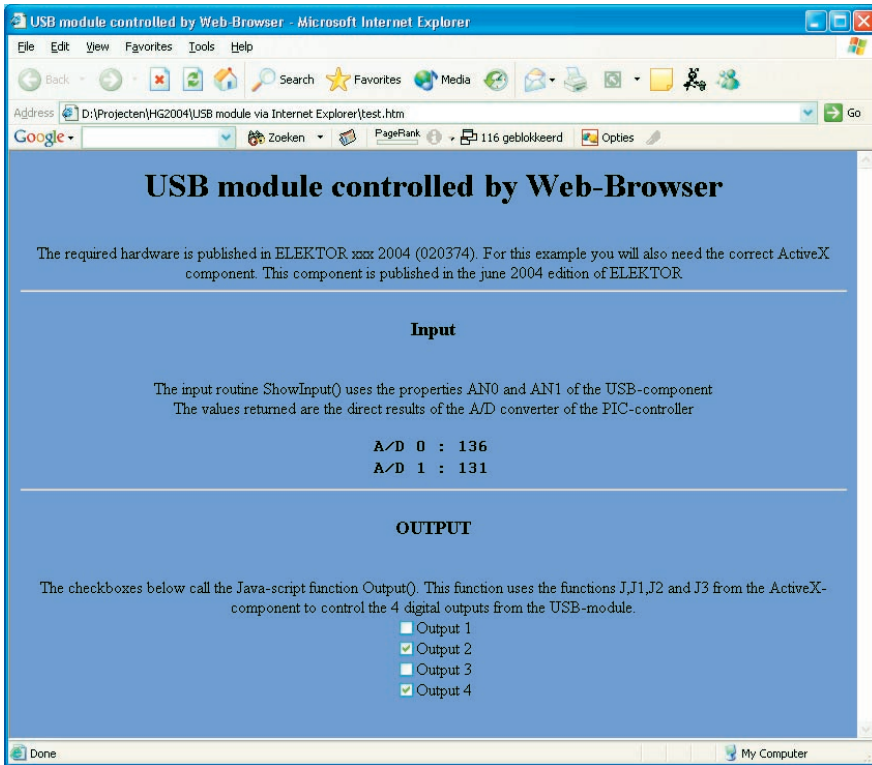 USB module controlled by Web-Browser - Microsoft Internet Explorer
File Edit View Favorites Tools Help
Back Search Favorites Media
Address D:\Projecten\HG2004\USB module via Internet Explorer\test.htm Go
Google Zoeken PageRank 116 geblokkeerd Opties
USB module controlled by Web-Browser
The required hardware is published in ELEKTOR xxx 2004 (020374). For this example you will also need the correct ActiveX
component. This component is published in the june 2004 edition of ELEKTOR
Input
The input routine ShowInput() uses the properties AN0 and AN1 of the USB-component
The values returned are the direct results of the A/D converter of the PIC-controller
A/D 0 : 136
A/D 1 : 131
OUTPUT
The checkboxes below call the Java-script function Output(). This function uses the functions J,J1,J2 and J3 from the ActiveX-
component to control the 4 digital outputs from the USB-module.
Output 1
Output 2
Output 3
Output 4
Done My Computer